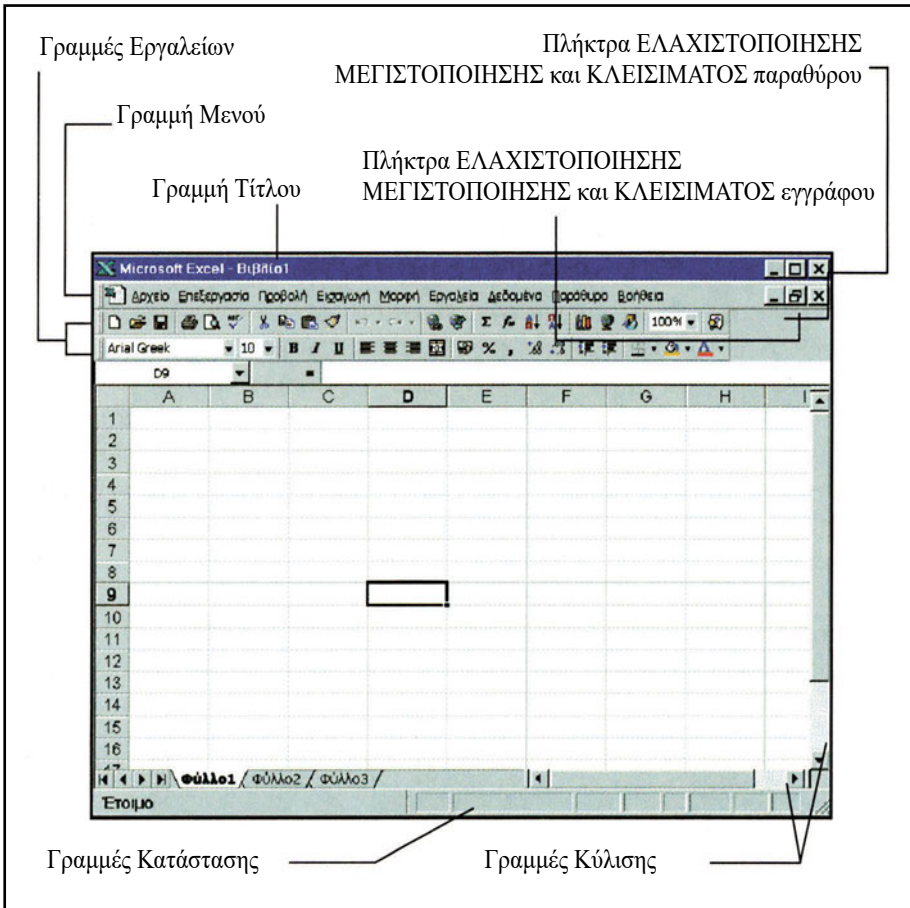 Γραμμές Εργαλείων
Πλήκτρα ΕΛΑΧΙΣΤΟΠΟΙΗΣΗΣ
ΜΕΓΙΣΤΟΠΟΙΗΣΗΣ και ΚΛΕΙΣΙΜΑΤΟΣ παραθύρου
Γραμμή Μενού
Πλήκτρα ΕΛΑΧΙΣΤΟΠΟΙΗΣΗΣ
ΜΕΓΙΣΤΟΠΟΙΗΣΗΣ και ΚΛΕΙΣΙΜΑΤΟΣ εγγράφου
Γραμμή Τίτλου
Microsoft Excel - Βιβλίο1
Αρχείο Επεξεργασία Προβολή Εισαγωγή Μορφή Εργαλεία Δεδομένα Παράθυρο Βοήθεια
Σ 100%
Arial Greek 10 B I U % ,
D9 =
A B C D E F G H I
1
2
3
4
5
6
7
8
9
10
11
12
13
14
15
16
17
Φύλλο1 Φύλλο2 Φύλλο3
Έτοιμο
Γραμμές Κατάστασης
Γραμμές Κύλισης